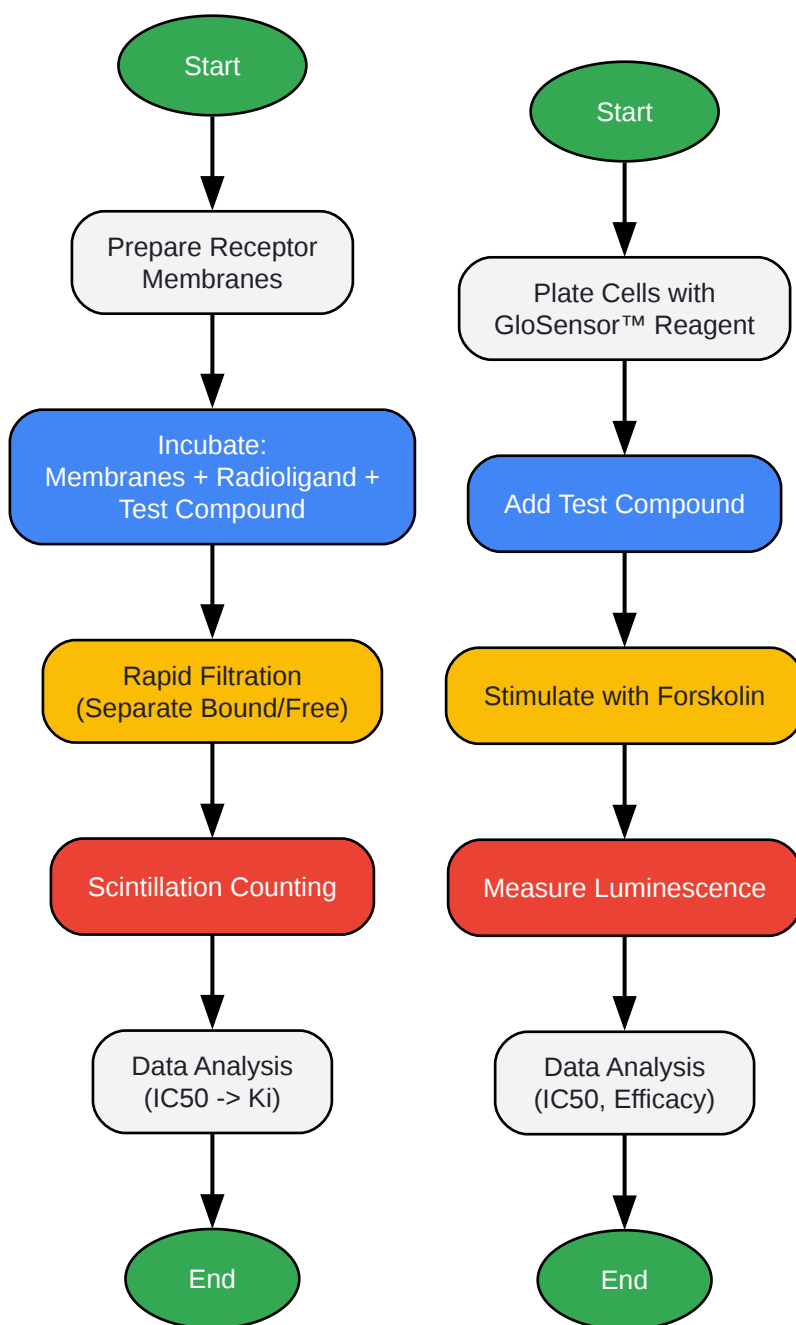 Start
Prepare Receptor
Membranes
Incubate:
Membranes + Radioligand +
Test Compound
Rapid Filtration
(Separate Bound/Free)
Scintillation Counting
Data Analysis
(IC50 -> Ki)
End
Start
Plate Cells with
GloSensor™ Reagent
Add Test Compound
Stimulate with Forskolin
Measure Luminescence
Data Analysis
(IC50, Efficacy)
End